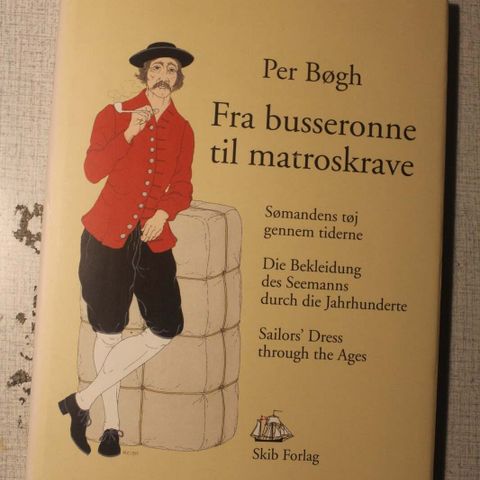 Per Bøgh
Fra busseronne
til matroskrave
Sømandens tøj
gennem tiderne
Die Bekleidung
des Seemanns
durch die Jahrhunderte
Sailors' Dress
through the Ages
Skib Forlag